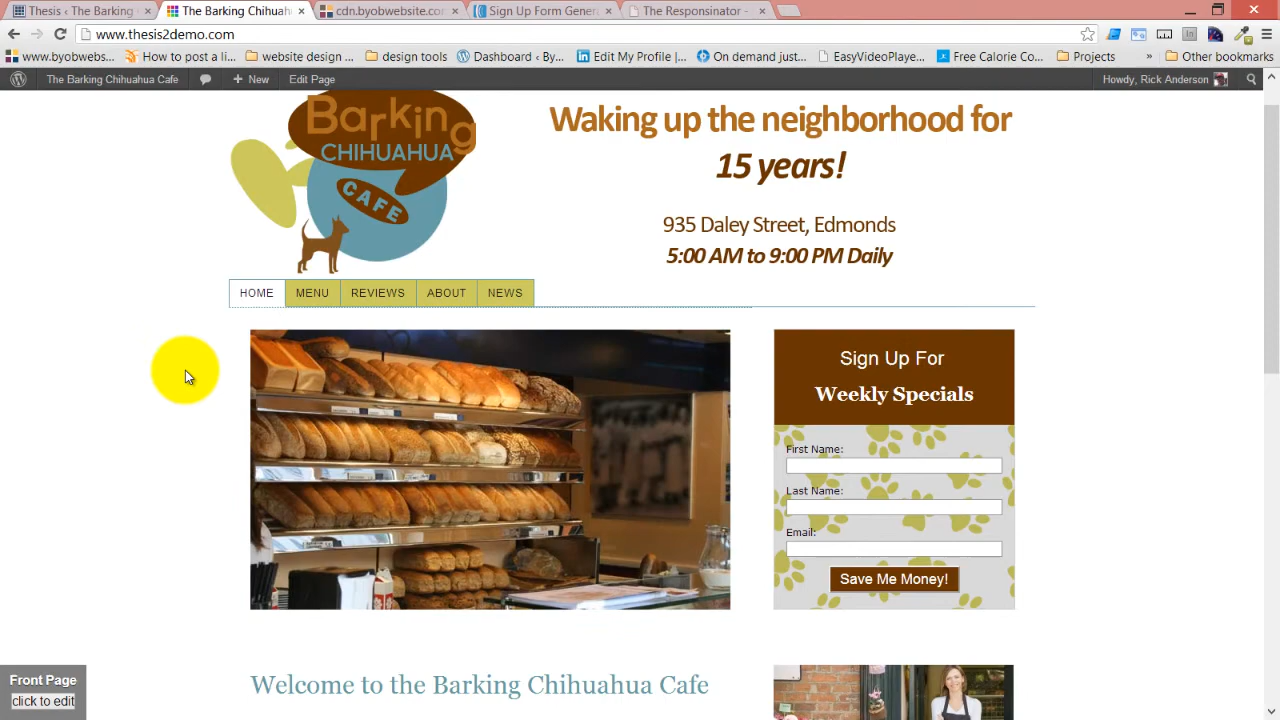 Thesis ‹ The Barking
The Barking Chihuah
cdn.byobwebsite.co
Sign Up Form Gener
The Responsinator -
www.thesis2demo.com
www.byobwebs...
How to post a li...
website design ...
design tools
Dashboard ‹ By...
Edit My Profile |...
On demand just...
EasyVideoPlaye...
Free Calorie Co...
Projects
»
Other bookmarks
The Barking Chihuahua Cafe
+ New
Edit Page
Howdy, Rick Anderson
Barking
CHIHUAHUA
CAFE
Waking up the neighborhood for
15 years!
935 Daley Street, Edmonds
5:00 AM to 9:00 PM Daily
HOME
MENU
REVIEWS
ABOUT
NEWS
Sign Up For
Weekly Specials
First Name:
Last Name:
Email:
Save Me Money!
Welcome to the Barking Chihuahua Cafe
Front Page
click to edit